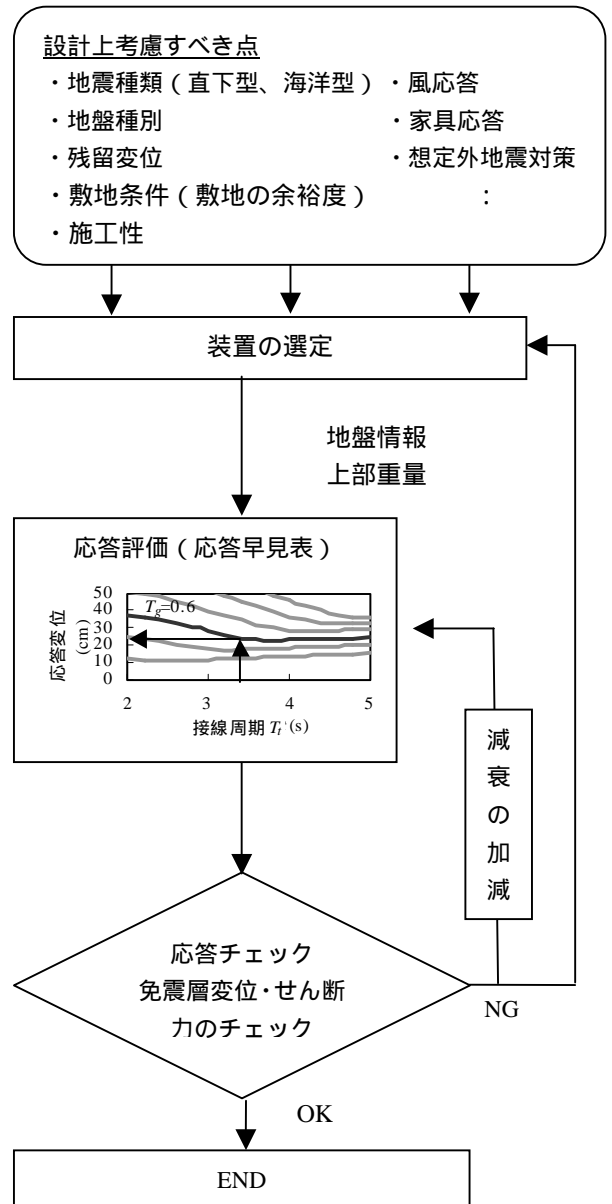 設計上考慮すべき点
・地震種類（直下型、海洋型）・風応答
・地盤種別 ・家具応答
・残留変位 ・想定外地震対策
・敷地条件（敷地の余裕度） ：
・施工性
装置の選定
地盤情報
上部重量
応答評価（応答早見表）
応答変位
(cm)
50
40
30
20
10
0
Tg=0.6
2 3 4 5
接線周期 Tt (s)
減衰の加減
応答チェック
免震層変位・せん断
力のチェック
NG
OK
END